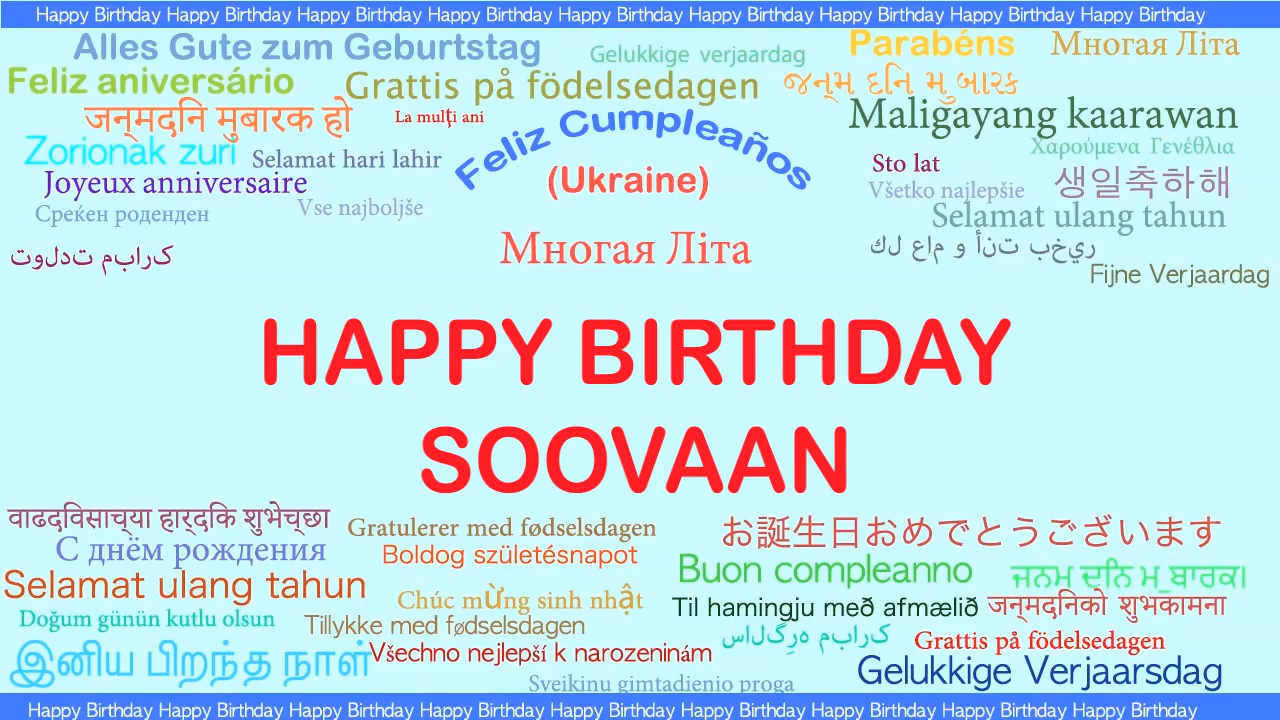 Happy Birthday Happy Birthday Happy Birthday Happy Birthday Happy Birthday Happy Birthday Happy Birthday Happy Birthday Happy Birthday
Alles Gute zum Geburtstag
Gelukkige verjaardag
Parabéns
Многая Літа
Feliz aniversário
Grattis på födelsedagen
જન્મ દિન મુબારક
जन्मदिन मुबारक हो
La mulţi ani
Feliz Cumpleaños
Maligayang kaarawan
Zorionak zuri
Selamat hari lahir
(Ukraine)
Sto lat
Χαρούμενα Γενέθλια
Joyeux anniversaire
Všetko najlepšie
생일축하해
Среќен роденден
Vse najboljše
Selamat ulang tahun
تولدت مبارک
Многая Літа
كل عام و أنت بخير
Fijne Verjaardag
HAPPY BIRTHDAY
SOOVAAN
वाढदिवसाच्या हार्दिक शुभेच्छा
Gratulerer med fødselsdagen
お誕生日おめでとうございます
С днём рождения
Boldog születésnapot
Buon compleanno
ਜਨਮ ਦਿਨ ਮੁਬਾਰਕ।
Selamat ulang tahun
Chúc mừng sinh nhật
Til hamingju með afmælið
जन्मदिनको शुभकामना
Doğum günün kutlu olsun
Tillykke med fødselsdagen
سالگرہ مبارک
Grattis på födelsedagen
இனிய பிறந்த நாள்
Všechno nejlepší k narozeninám
Gelukkige Verjaarsdag
Sveikinu gimtadienio proga
Happy Birthday Happy Birthday Happy Birthday Happy Birthday Happy Birthday Happy Birthday Happy Birthday Happy Birthday Happy Birthday